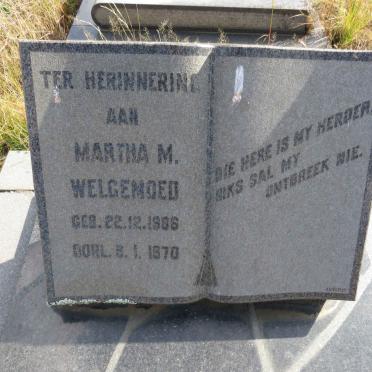 TER HERINNERING
AAN
MARTHA M.
WELGEMOED
GEB. 22.12.1886
OORL. 8.1.1970
DIE HERE IS MY HERDER,
NIKS SAL MY
ONTBREEK NIE.